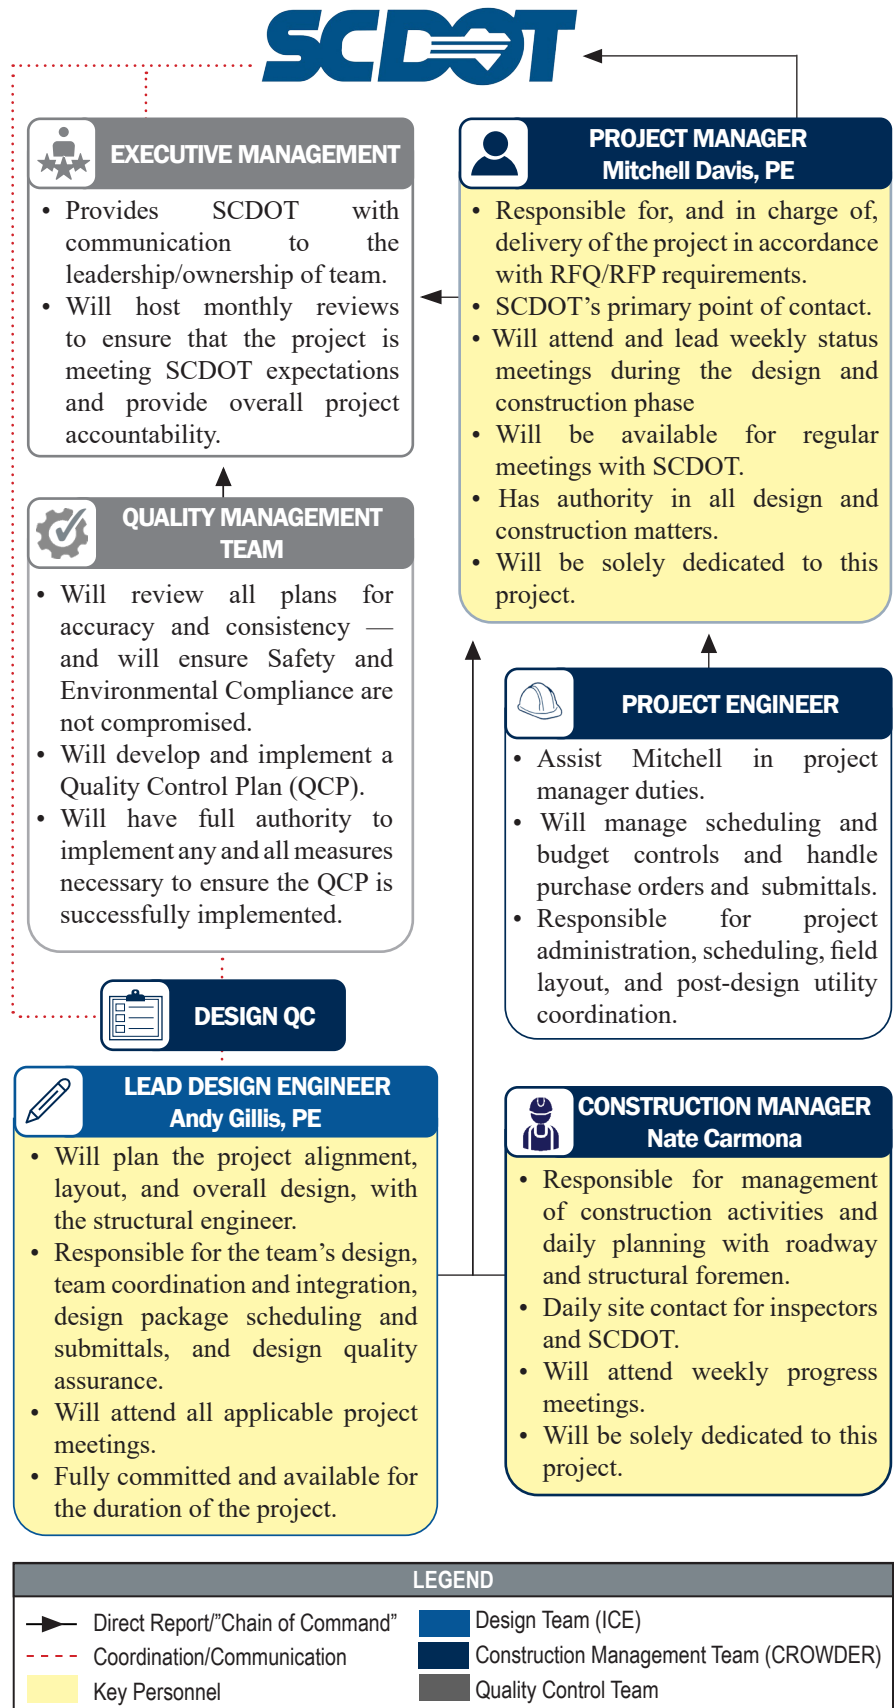 SCDOT
EXECUTIVE MANAGEMENT
• Provides SCDOT with
communication to the
leadership/ownership of team.
• Will host monthly reviews
to ensure that the project is
meeting SCDOT expectations
and provide overall project
accountability.
PROJECT MANAGER
Mitchell Davis, PE
• Responsible for, and in charge of,
delivery of the project in accordance
with RFQ/RFP requirements.
• SCDOT's primary point of contact.
• Will attend and lead weekly status
meetings during the design and
construction phase
• Will be available for regular
meetings with SCDOT.
• Has authority in all design and
construction matters.
• Will be solely dedicated to this
project.
QUALITY MANAGEMENT
TEAM
• Will review all plans for
accuracy and consistency —
and will ensure Safety and
Environmental Compliance are
not compromised.
• Will develop and implement a
Quality Control Plan (QCP).
• Will have full authority to
implement any and all measures
necessary to ensure the QCP is
successfully implemented.
PROJECT ENGINEER
• Assist Mitchell in project
manager duties.
• Will manage scheduling and
budget controls and handle
purchase orders and submittals.
• Responsible for project
administration, scheduling, field
layout, and post-design utility
coordination.
DESIGN QC
LEAD DESIGN ENGINEER
Andy Gillis, PE
• Will plan the project alignment,
layout, and overall design, with
the structural engineer.
• Responsible for the team's design,
team coordination and integration,
design package scheduling and
submittals, and design quality
assurance.
• Will attend all applicable project
meetings.
• Fully committed and available for
the duration of the project.
CONSTRUCTION MANAGER
Nate Carmona
• Responsible for management
of construction activities and
daily planning with roadway
and structural foremen.
• Daily site contact for inspectors
and SCDOT.
• Will attend weekly progress
meetings.
• Will be solely dedicated to this
project.
LEGEND
Direct Report/"Chain of Command"
Coordination/Communication
Key Personnel
Design Team (ICE)
Construction Management Team (CROWDER)
Quality Control Team